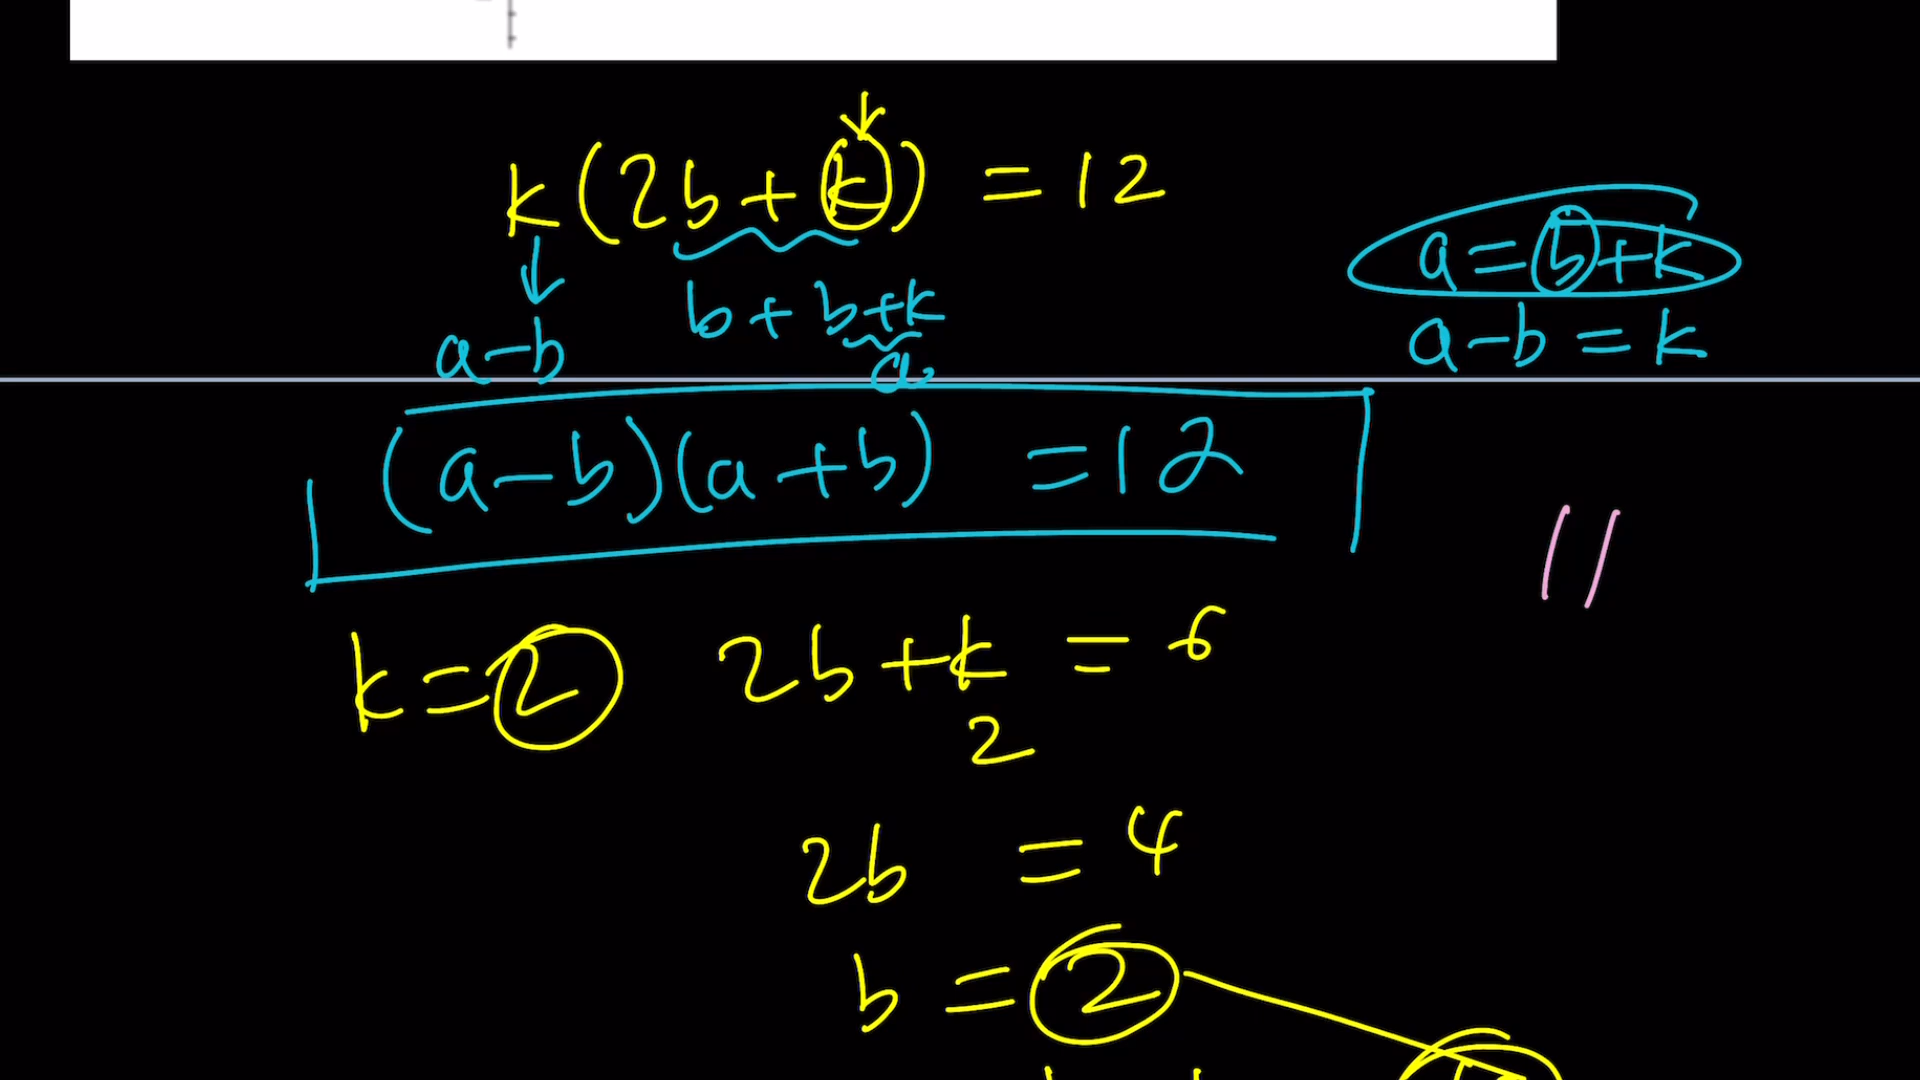 k(2b+k) = 12
a = b + k
b + b+k
a-b = k
a-b
a
(a-b)(a+b) = 12
k=2 2b+k = 6
2
2b = 4
b = 2